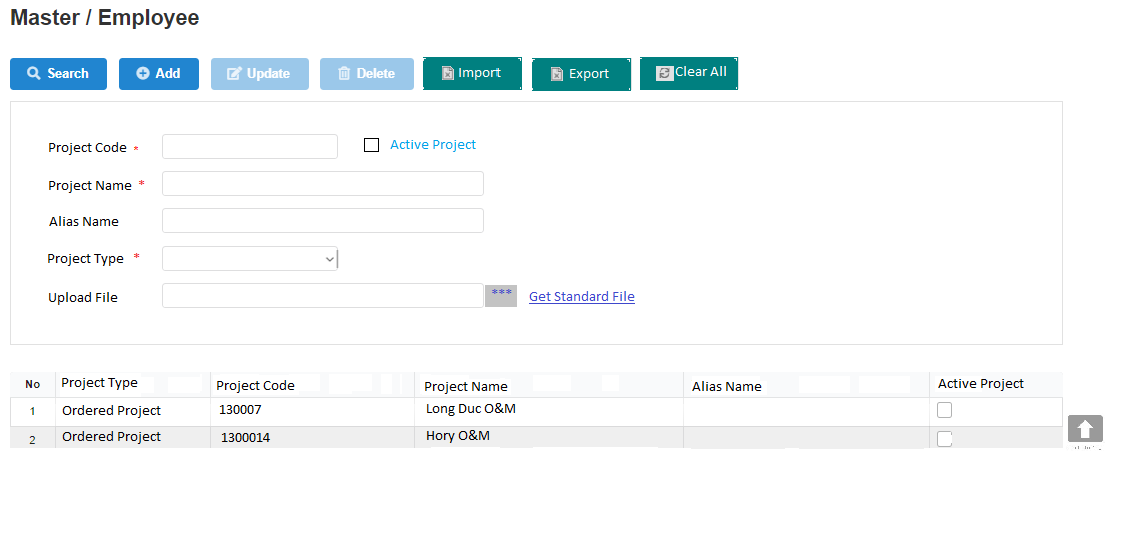 Master / Employee
Search Add Update Delete Import Export Clear All
Project Code * Active Project
Project Name *
Alias Name
Project Type *
Upload File *** Get Standard File
No Project Type Project Code Project Name Alias Name Active Project
1 Ordered Project 130007 Long Duc O&M
2 Ordered Project 1300014 Hory O&M